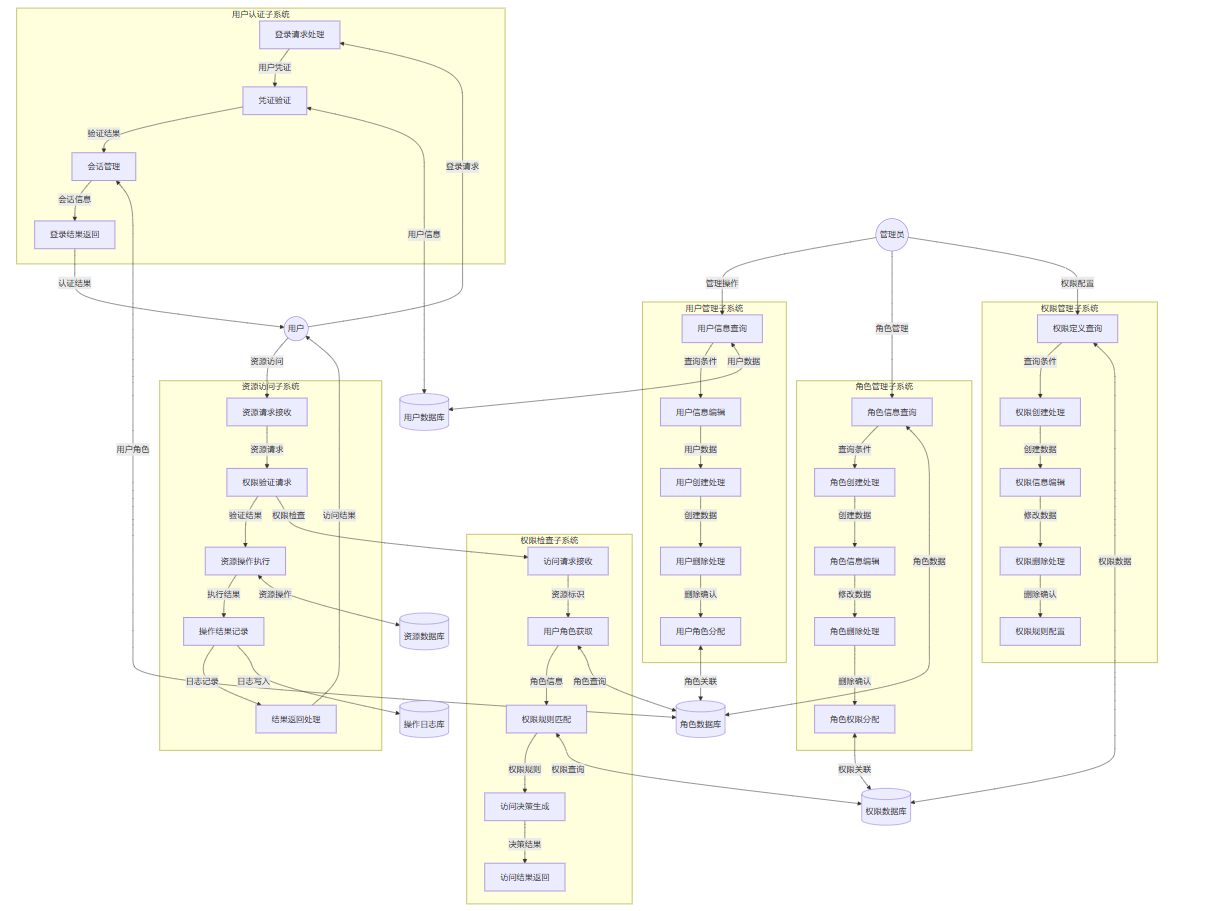 用户认证子系统
登录请求处理
用户凭证
凭证验证
验证结果
会话管理
会话信息
登录结果返回
认证结果
登录请求
用户信息
用户角色
用户
资源访问
资源访问子系统
资源请求接收
资源请求
权限验证请求
验证结果
权限检查
访问结果
资源操作执行
执行结果
资源操作
操作结果记录
日志记录
日志写入
结果返回处理
用户数据库
资源数据库
操作日志库
权限检查子系统
访问请求接收
资源标识
用户角色获取
角色信息
角色查询
权限规则匹配
权限规则
权限查询
访问决策生成
决策结果
访问结果返回
管理员
管理操作
角色管理
权限配置
用户管理子系统
用户信息查询
查询条件
用户数据
用户信息编辑
用户数据
用户创建处理
创建数据
用户删除处理
删除确认
用户角色分配
角色关联
角色数据库
角色管理子系统
角色信息查询
查询条件
角色创建处理
创建数据
角色信息编辑
角色数据
修改数据
角色删除处理
删除确认
角色权限分配
权限关联
权限数据库
权限管理子系统
权限定义查询
查询条件
权限创建处理
创建数据
权限信息编辑
修改数据
权限删除处理
权限数据
删除确认
权限规则配置